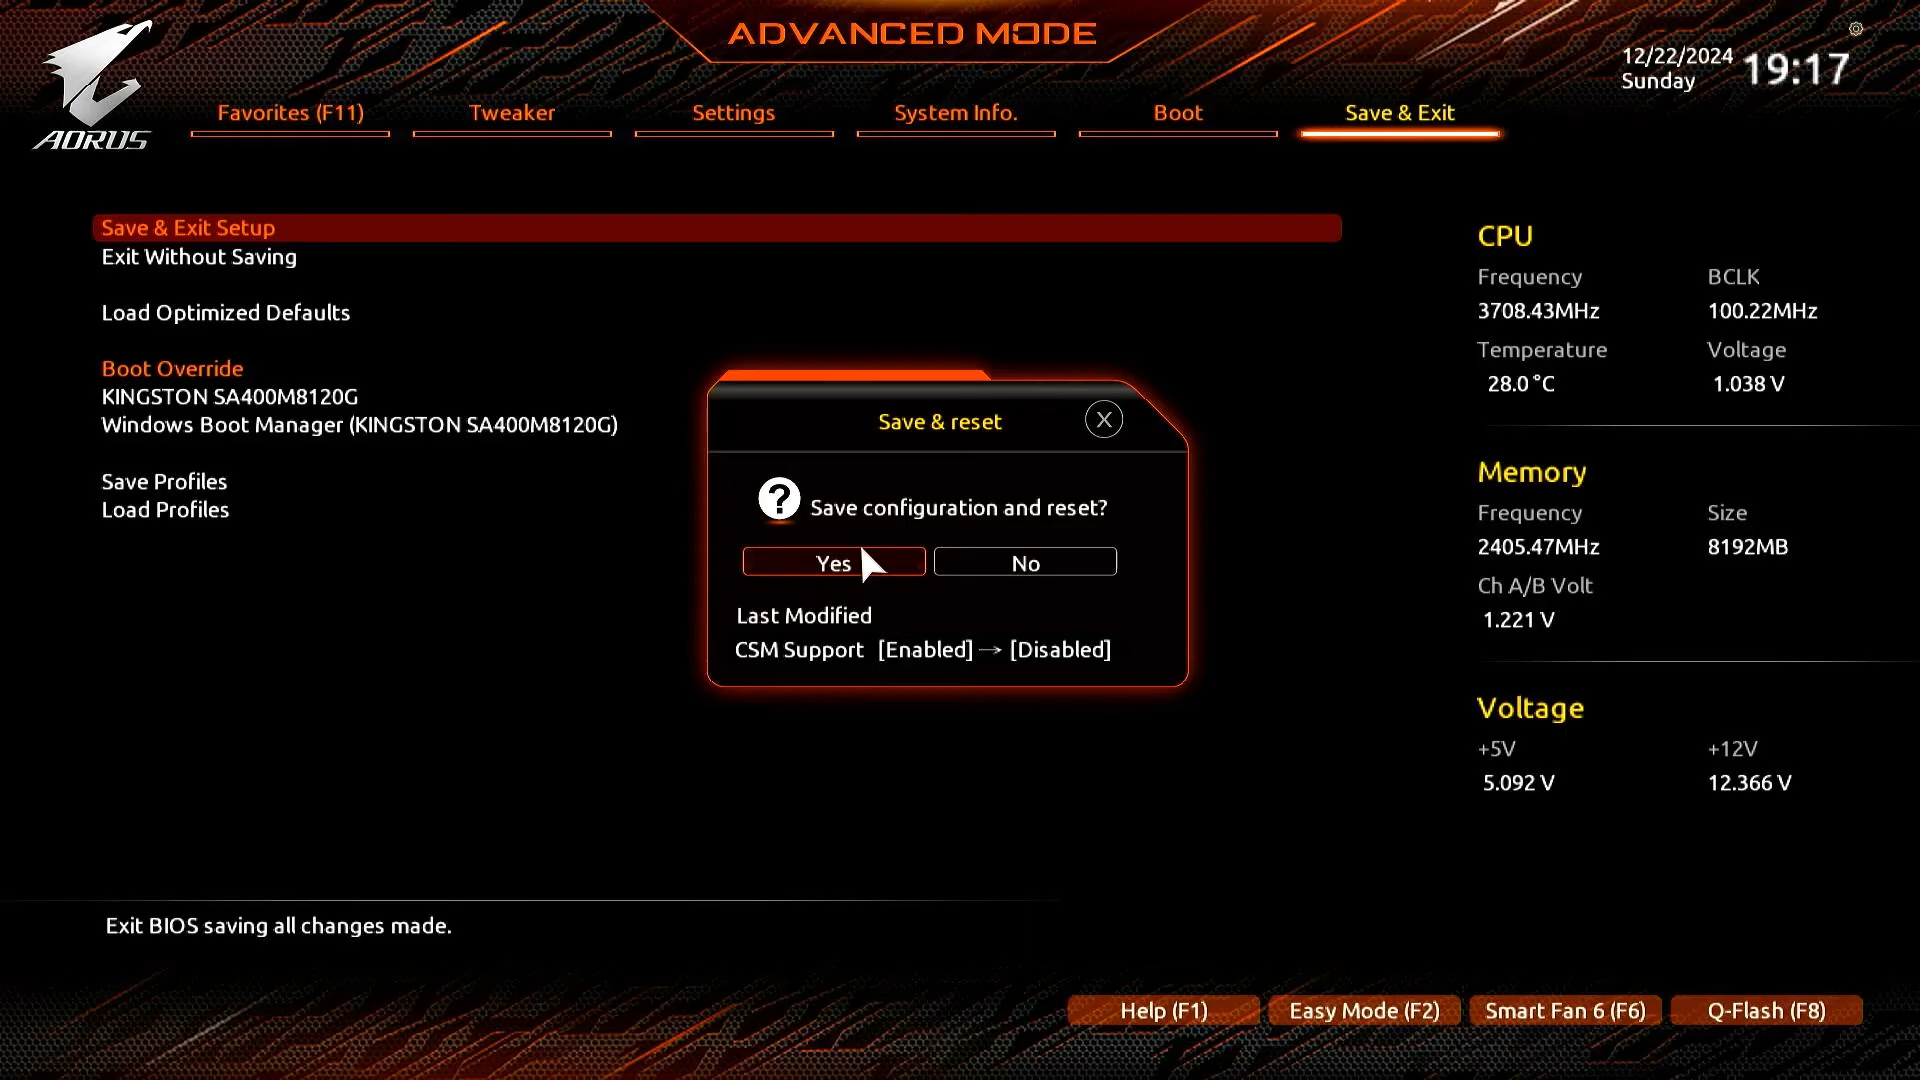 ADVANCED MODE
AORUS
12/22/2024
Sunday
19:17
Favorites (F11)
Tweaker
Settings
System Info.
Boot
Save & Exit
Save & Exit Setup
Exit Without Saving
Load Optimized Defaults
Boot Override
KINGSTON SA400M8120G
Windows Boot Manager (KINGSTON SA400M8120G)
Save Profiles
Load Profiles
Save & reset
X
?
Save configuration and reset?
Yes
No
Last Modified
CSM Support [Enabled] → [Disabled]
CPU
Frequency BCLK
3708.43MHz 100.22MHz
Temperature Voltage
28.0 °C 1.038 V
Memory
Frequency Size
2405.47MHz 8192MB
Ch A/B Volt
1.221 V
Voltage
+5V +12V
5.092 V 12.366 V
Exit BIOS saving all changes made.
Help (F1)
Easy Mode (F2)
Smart Fan 6 (F6)
Q-Flash (F8)